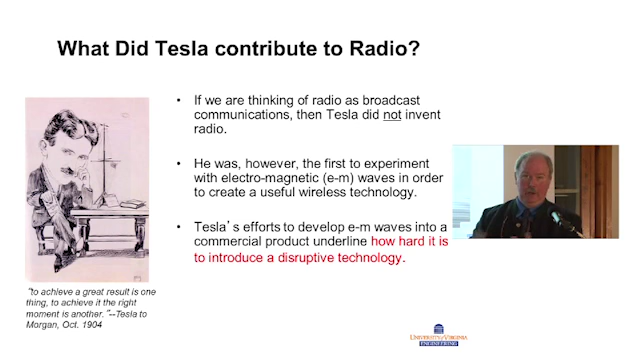 What Did Tesla contribute to Radio?
• If we are thinking of radio as broadcast
communications, then Tesla did not invent
radio.
• He was, however, the first to experiment
with electro-magnetic (e-m) waves in order
to create a useful wireless technology.
• Tesla's efforts to develop e-m waves into a
commercial product underline how hard it is
to introduce a disruptive technology.
"to achieve a great result is one
thing, to achieve it the right
moment is another."--Tesla to
Morgan, Oct. 1904
UNIVERSITY of VIRGINIA
ENGINEERING